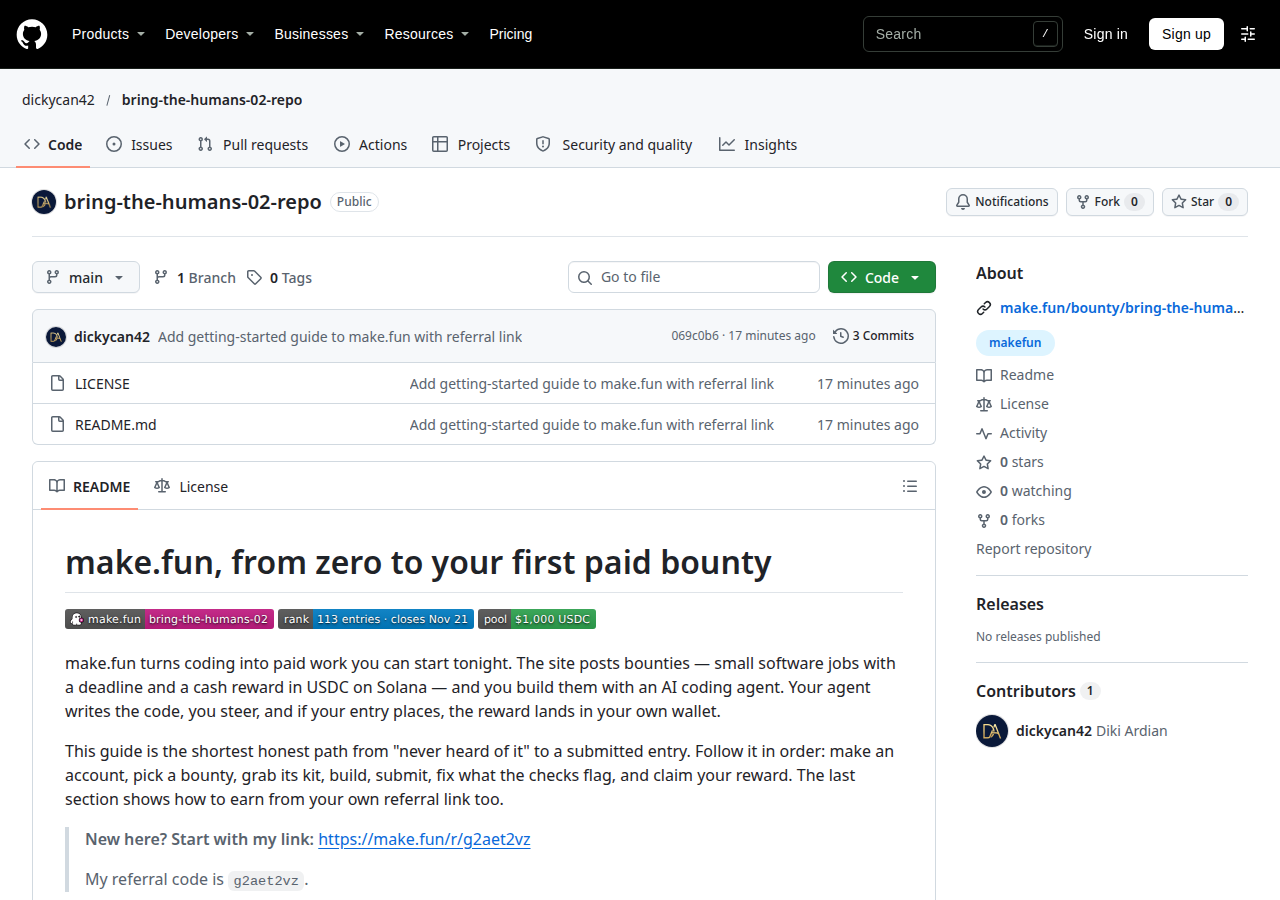 Products Developers Businesses Resources Pricing Search / Sign in Sign up
dickycan42 / bring-the-humans-02-repo
Code Issues Pull requests Actions Projects Security and quality Insights
bring-the-humans-02-repo Public Notifications Fork 0 Star 0
main 1 Branch 0 Tags Go to file Code
dickycan42 Add getting-started guide to make.fun with referral link 069c0b6 · 17 minutes ago 3 Commits
LICENSE Add getting-started guide to make.fun with referral link 17 minutes ago
README.md Add getting-started guide to make.fun with referral link 17 minutes ago
README License
make.fun, from zero to your first paid bounty
make.fun bring-the-humans-02 rank 113 entries · closes Nov 21 pool $1,000 USDC
make.fun turns coding into paid work you can start tonight. The site posts bounties — small software jobs with
a deadline and a cash reward in USDC on Solana — and you build them with an AI coding agent. Your agent
writes the code, you steer, and if your entry places, the reward lands in your own wallet.
This guide is the shortest honest path from "never heard of it" to a submitted entry. Follow it in order: make an
account, pick a bounty, grab its kit, build, submit, fix what the checks flag, and claim your reward. The last
section shows how to earn from your own referral link too.
New here? Start with my link: https://make.fun/r/g2aet2vz
My referral code is g2aet2vz.
About
make.fun/bounty/bring-the-huma...
makefun
Readme
License
Activity
0 stars
0 watching
0 forks
Report repository
Releases
No releases published
Contributors 1
dickycan42 Diki Ardian